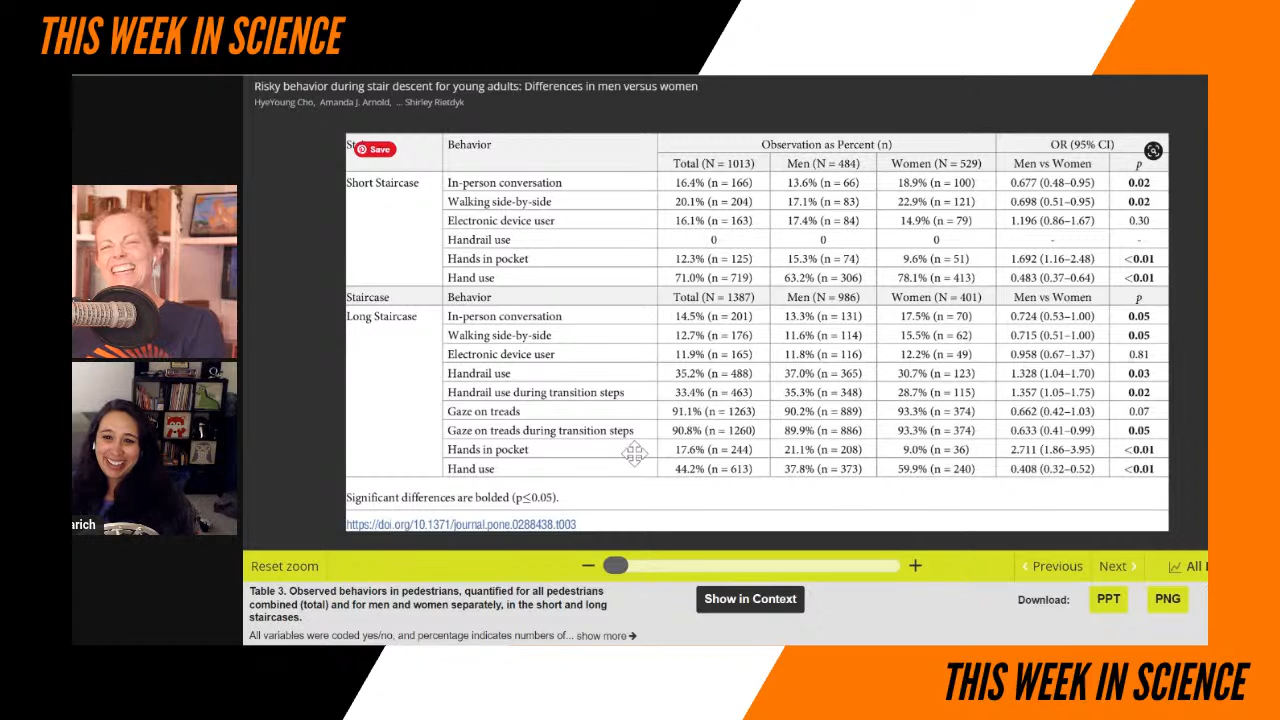 THIS WEEK IN SCIENCE
Risky behavior during stair descent for young adults: Differences in men versus women
HyeYoung Cho, Amanda J. Arnold, ... Shirley Rietdyk
Save
Behavior Observation as Percent (n) OR (95% CI)
Total (N = 1013) Men (N = 484) Women (N = 529) Men vs Women p
Short Staircase In-person conversation 16.4% (n = 166) 13.6% (n = 66) 18.9% (n = 100) 0.677 (0.48–0.95) 0.02
Walking side-by-side 20.1% (n = 204) 17.1% (n = 83) 22.9% (n = 121) 0.698 (0.51–0.95) 0.02
Electronic device user 16.1% (n = 163) 17.4% (n = 84) 14.9% (n = 79) 1.196 (0.86–1.67) 0.30
Handrail use 0 0 0 - -
Hands in pocket 12.3% (n = 125) 15.3% (n = 74) 9.6% (n = 51) 1.692 (1.16–2.48) <0.01
Hand use 71.0% (n = 719) 63.2% (n = 306) 78.1% (n = 413) 0.483 (0.37–0.64) <0.01
Staircase Behavior Total (N = 1387) Men (N = 986) Women (N = 401) Men vs Women p
Long Staircase In-person conversation 14.5% (n = 201) 13.3% (n = 131) 17.5% (n = 70) 0.724 (0.53–1.00) 0.05
Walking side-by-side 12.7% (n = 176) 11.6% (n = 114) 15.5% (n = 62) 0.715 (0.51–1.00) 0.05
Electronic device user 11.9% (n = 165) 11.8% (n = 116) 12.2% (n = 49) 0.958 (0.67–1.37) 0.81
Handrail use 35.2% (n = 488) 37.0% (n = 365) 30.7% (n = 123) 1.328 (1.04–1.70) 0.03
Handrail use during transition steps 33.4% (n = 463) 35.3% (n = 348) 28.7% (n = 115) 1.357 (1.05–1.75) 0.02
Gaze on treads 91.1% (n = 1263) 90.2% (n = 889) 93.3% (n = 374) 0.662 (0.42–1.03) 0.07
Gaze on treads during transition steps 90.8% (n = 1260) 89.9% (n = 886) 93.3% (n = 374) 0.633 (0.41–0.99) 0.05
Hands in pocket 17.6% (n = 244) 21.1% (n = 208) 9.0% (n = 36) 2.711 (1.86–3.95) <0.01
Hand use 44.2% (n = 613) 37.8% (n = 373) 59.9% (n = 240) 0.408 (0.32–0.52) <0.01
Significant differences are bolded (p≤0.05).
https://doi.org/10.1371/journal.pone.0288438.t003
arich
Reset zoom − + ‹ Previous Next › All
Table 3. Observed behaviors in pedestrians, quantified for all pedestrians
combined (total) and for men and women separately, in the short and long
staircases.
All variables were coded yes/no, and percentage indicates numbers of... show more →
Show in Context
Download: PPT PNG
THIS WEEK IN SCIENCE